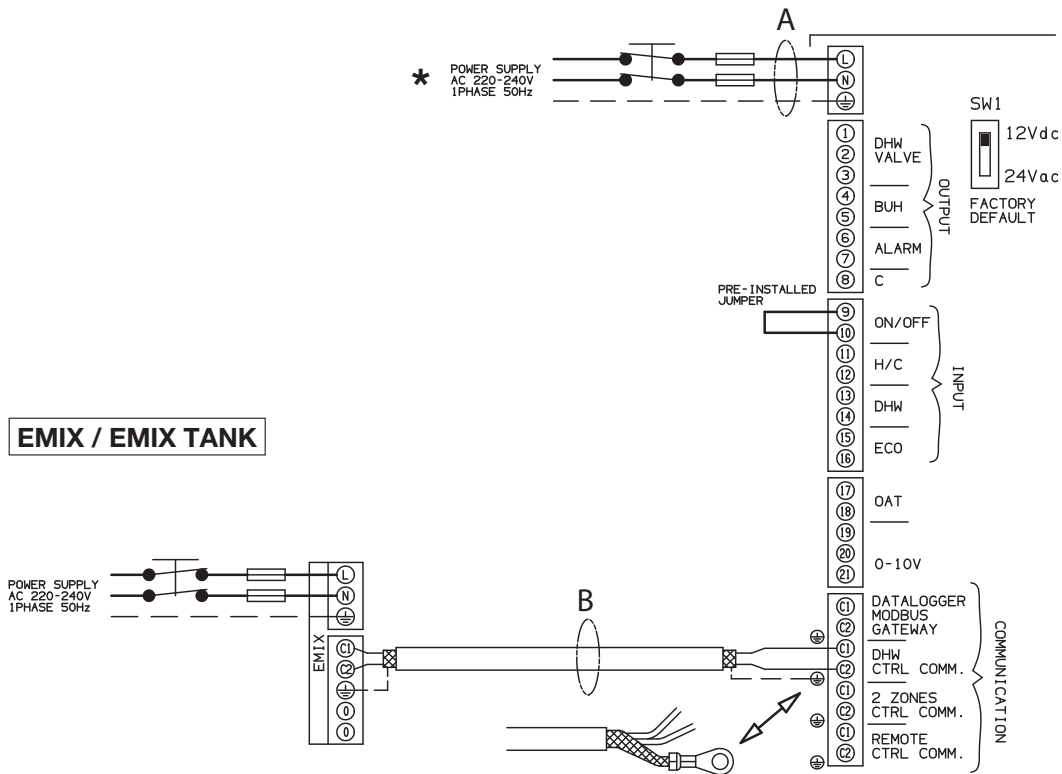 A
*
POWER SUPPLY
AC 220-240V
1PHASE 50Hz
L
N
SW1
12Vdc
24Vac
FACTORY
DEFAULT
1
2
3
4
5
6
7
8
DHW
VALVE
BUH
ALARM
C
OUTPUT
PRE-INSTALLED
JUMPER
9
10
11
12
13
14
15
16
ON/OFF
H/C
DHW
ECO
INPUT
EMIX / EMIX TANK
17
18
19
20
21
OAT
0-10V
POWER SUPPLY
AC 220-240V
1PHASE 50Hz
L
N
EMIX
C1
C2
0
0
B
C1
C2
C1
C2
C1
C2
C1
C2
DATALOGGER
MODBUS
GATEWAY
DHW
CTRL COMM.
2 ZONES
CTRL COMM.
REMOTE
CTRL COMM.
COMMUNICATION